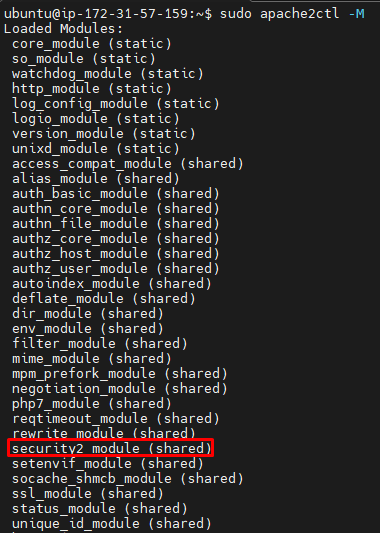 ubuntu@ip-172-31-57-159:~$ sudo apache2ctl -M
Loaded Modules:
core_module (static)
so_module (static)
watchdog_module (static)
http_module (static)
log_config_module (static)
logio_module (static)
version_module (static)
unixd_module (static)
access_compat_module (shared)
alias_module (shared)
auth_basic_module (shared)
authn_core_module (shared)
authn_file_module (shared)
authz_core_module (shared)
authz_host_module (shared)
authz_user_module (shared)
autoindex_module (shared)
deflate_module (shared)
dir_module (shared)
env_module (shared)
filter_module (shared)
mime_module (shared)
mpm_prefork_module (shared)
negotiation_module (shared)
php7_module (shared)
reqtimeout_module (shared)
rewrite_module (shared)
security2_module (shared)
setenvif_module (shared)
socache_shmcb_module (shared)
ssl_module (shared)
status_module (shared)
unique_id_module (shared)